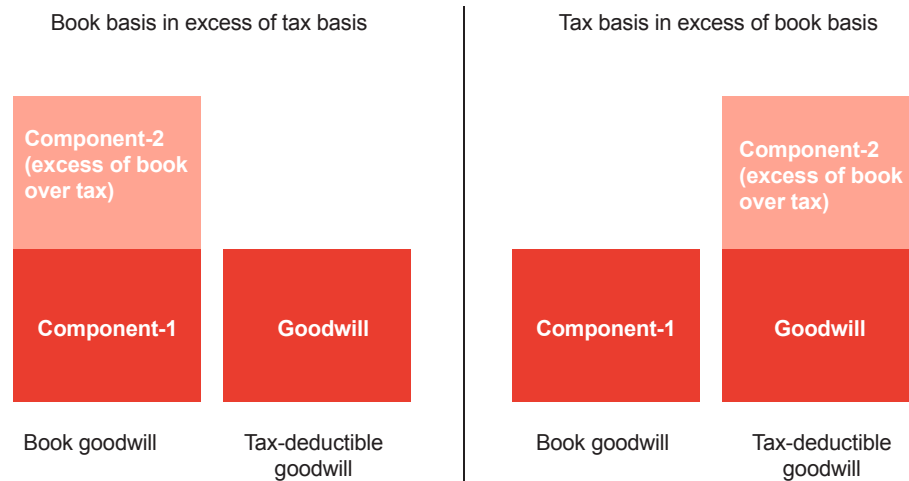 Book basis in excess of tax basis
Component-2
(excess of book
over tax)
Component-1
Goodwill
Book goodwill
Tax-deductible
goodwill
Tax basis in excess of book basis
Component-2
(excess of book
over tax)
Component-1
Goodwill
Book goodwill
Tax-deductible
goodwill